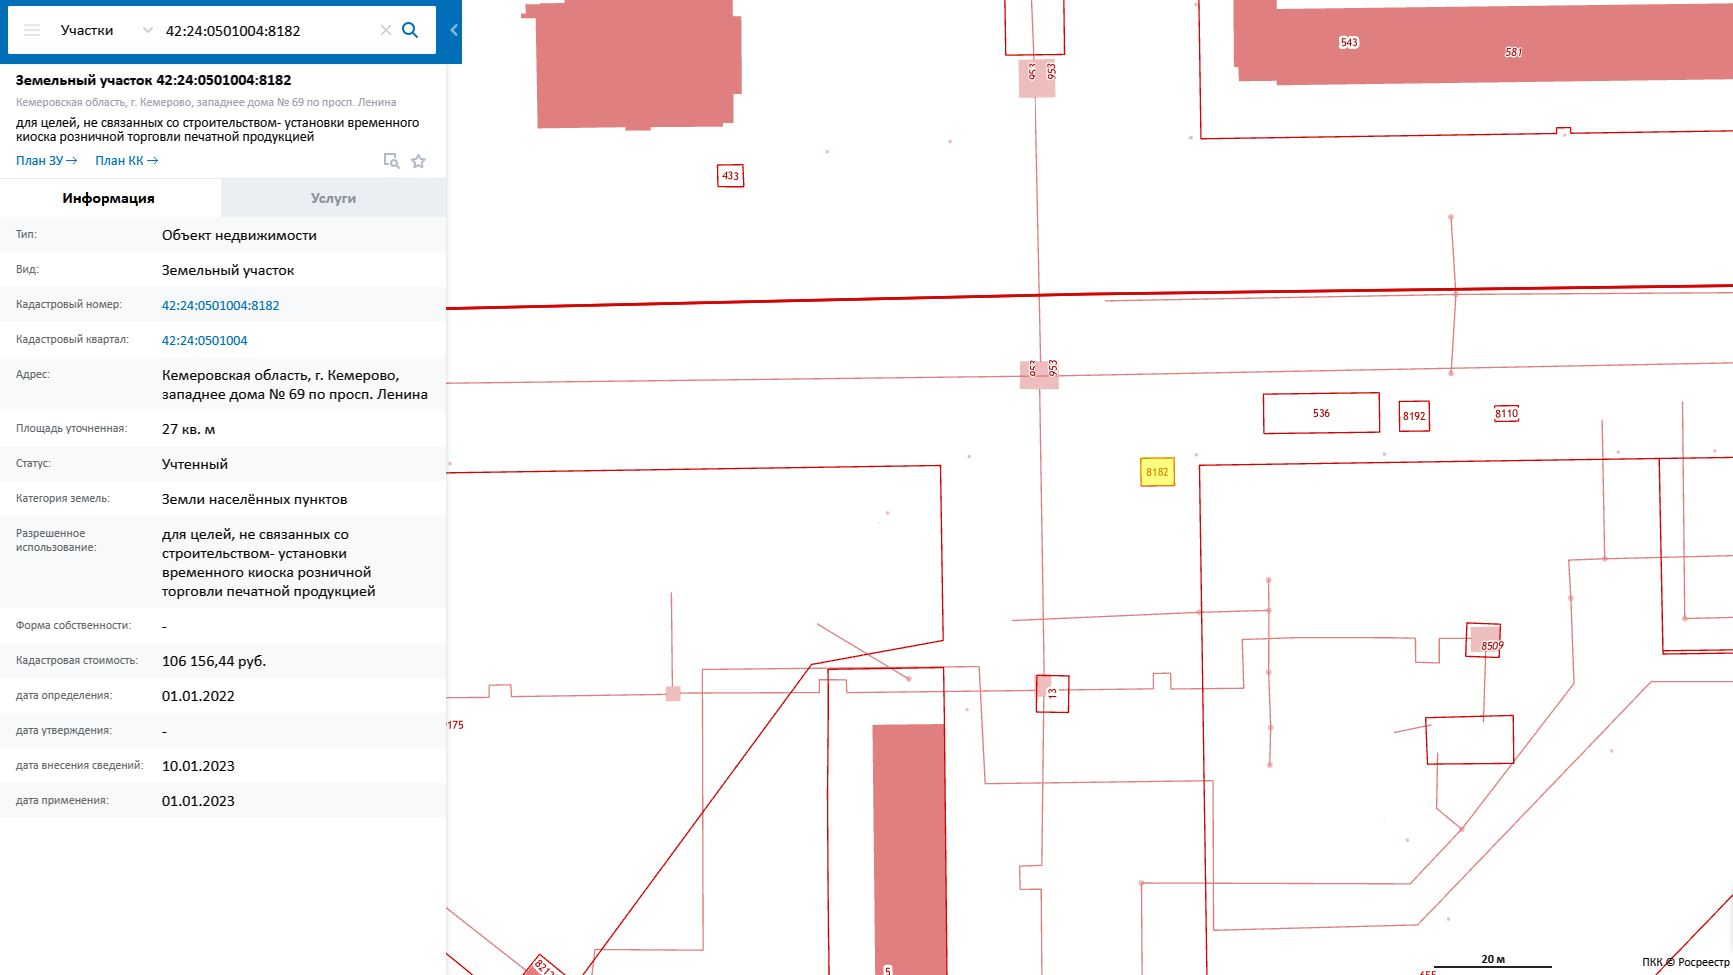 Участки
42:24:0501004:8182
Земельный участок 42:24:0501004:8182
Кемеровская область, г. Кемерово, западнее дома № 69 по просп. Ленина
для целей, не связанных со строительством- установки временного
киоска розничной торговли печатной продукцией
План ЗУ→ План КК→
Информация Услуги
Тип: Объект недвижимости
Вид: Земельный участок
Кадастровый номер: 42:24:0501004:8182
Кадастровый квартал: 42:24:0501004
Адрес: Кемеровская область, г. Кемерово,
западнее дома № 69 по просп. Ленина
Площадь уточненная: 27 кв. м
Статус: Учтенный
Категория земель: Земли населённых пунктов
Разрешенное
использование:
для целей, не связанных со
строительством- установки
временного киоска розничной
торговли печатной продукцией
Форма собственности: -
Кадастровая стоимость: 106 156,44 руб.
дата определения: 01.01.2022
дата утверждения: -
дата внесения сведений: 10.01.2023
дата применения: 01.01.2023
543
581
953
953
433
953
953
536
8192
8110
8182
8509
13
175
5
20 м
ПКК © Росреестр